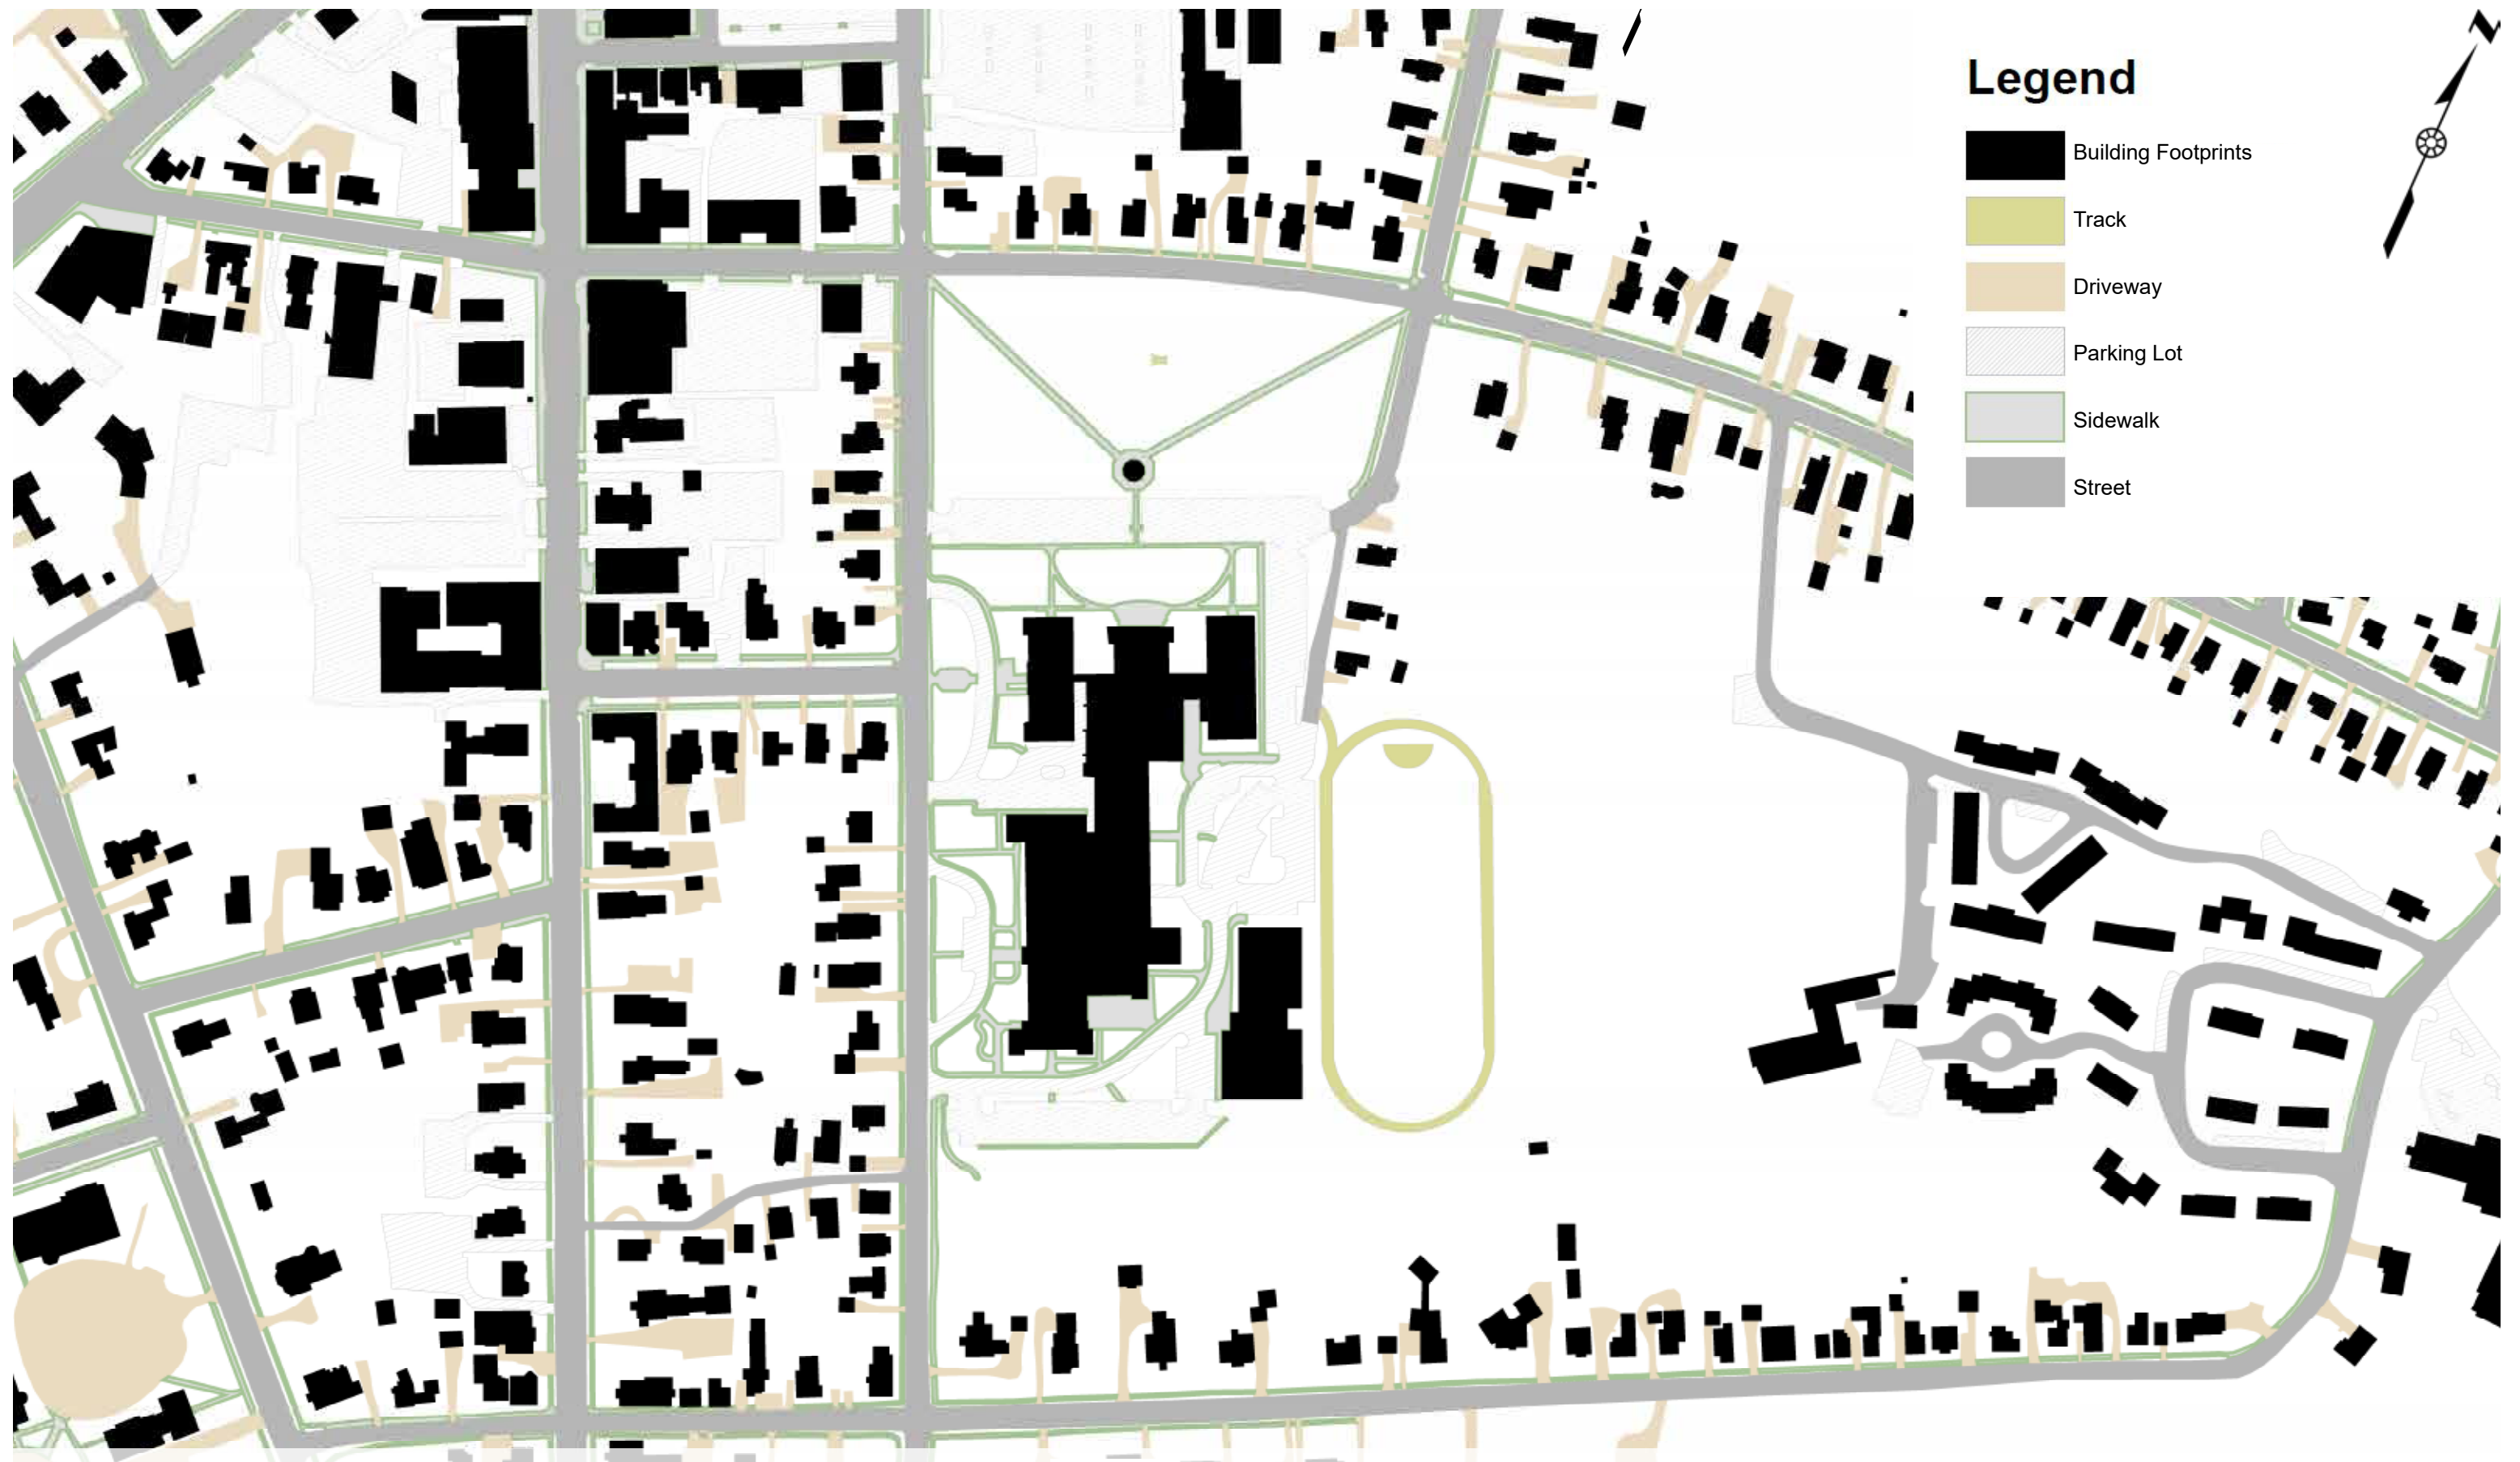 N
Legend
Building Footprints
Track
Driveway
Parking Lot
Sidewalk
Street